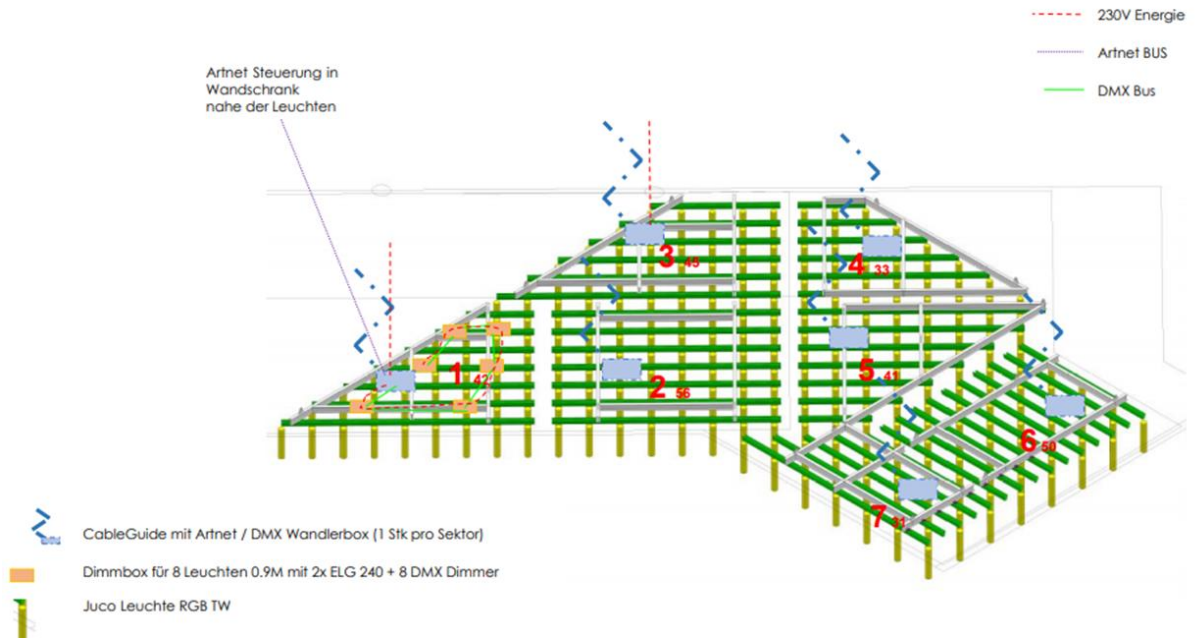 230V Energie
Artnet BUS
DMX Bus
Artnet Steuerung in
Wandschrank
nahe der Leuchten
3 45
4 33
1 42
2 56
5 41
6 50
7 31
CableGuide mit Artnet / DMX Wandlerbox (1 Stk pro Sektor)
Dimmbox für 8 Leuchten 0.9M mit 2x ELG 240 + 8 DMX Dimmer
Juco Leuchte RGB TW